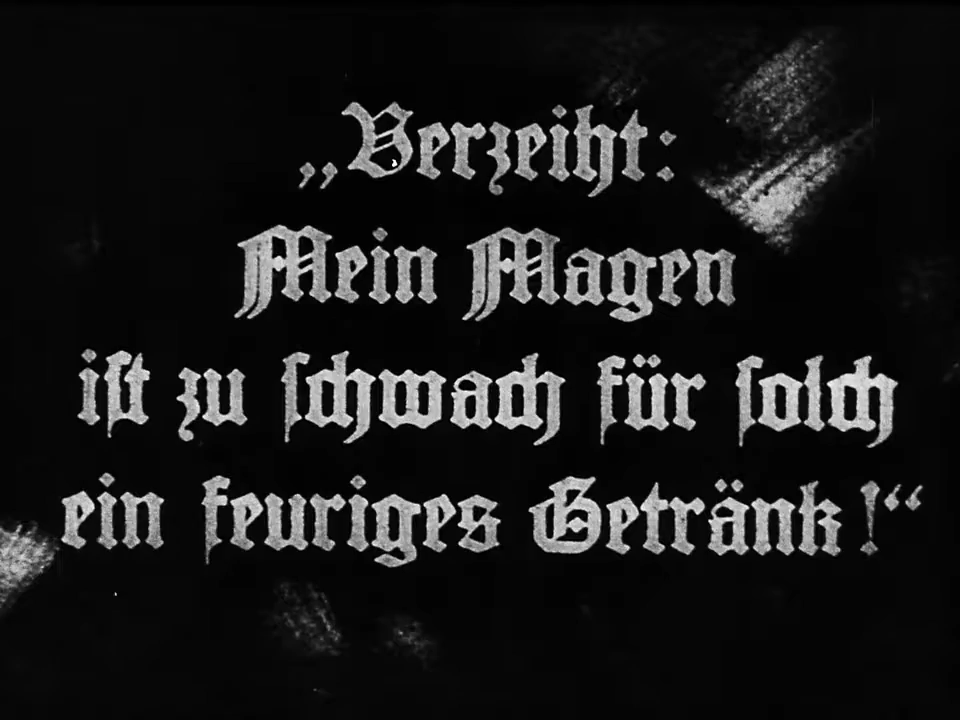 „Verzeiht:
Mein Magen
ist zu schwach für solch
ein feuriges Getränk!“